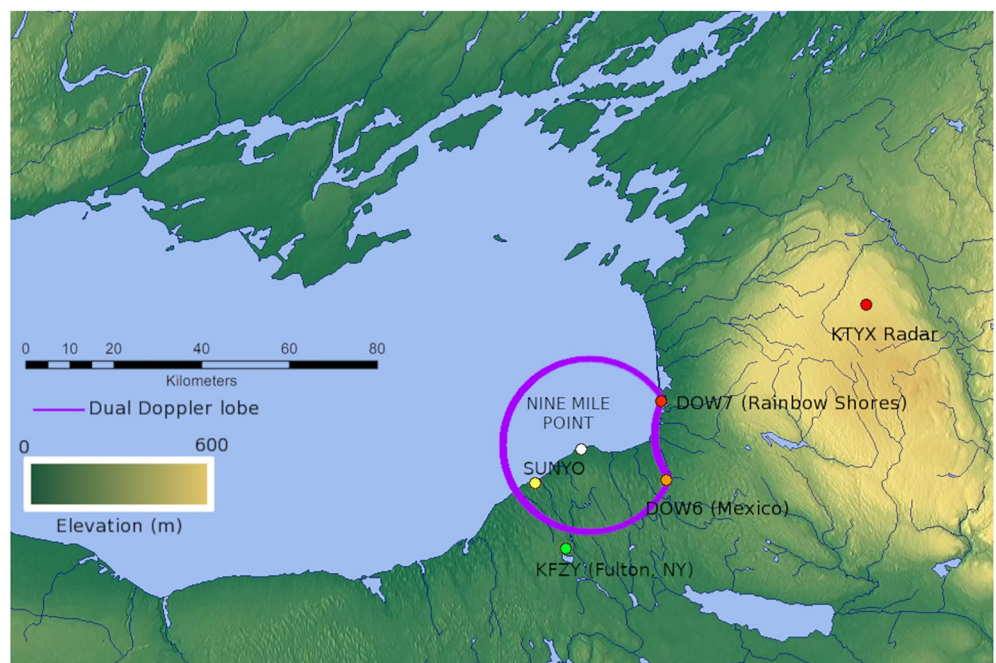 KTYX Radar
0 10 20 40 60 80
Kilometers
Dual Doppler lobe
NINE MILE
POINT
DOW7 (Rainbow Shores)
0 600
SUNYO
DOW6 (Mexico)
Elevation (m)
KFZY (Fulton, NY)